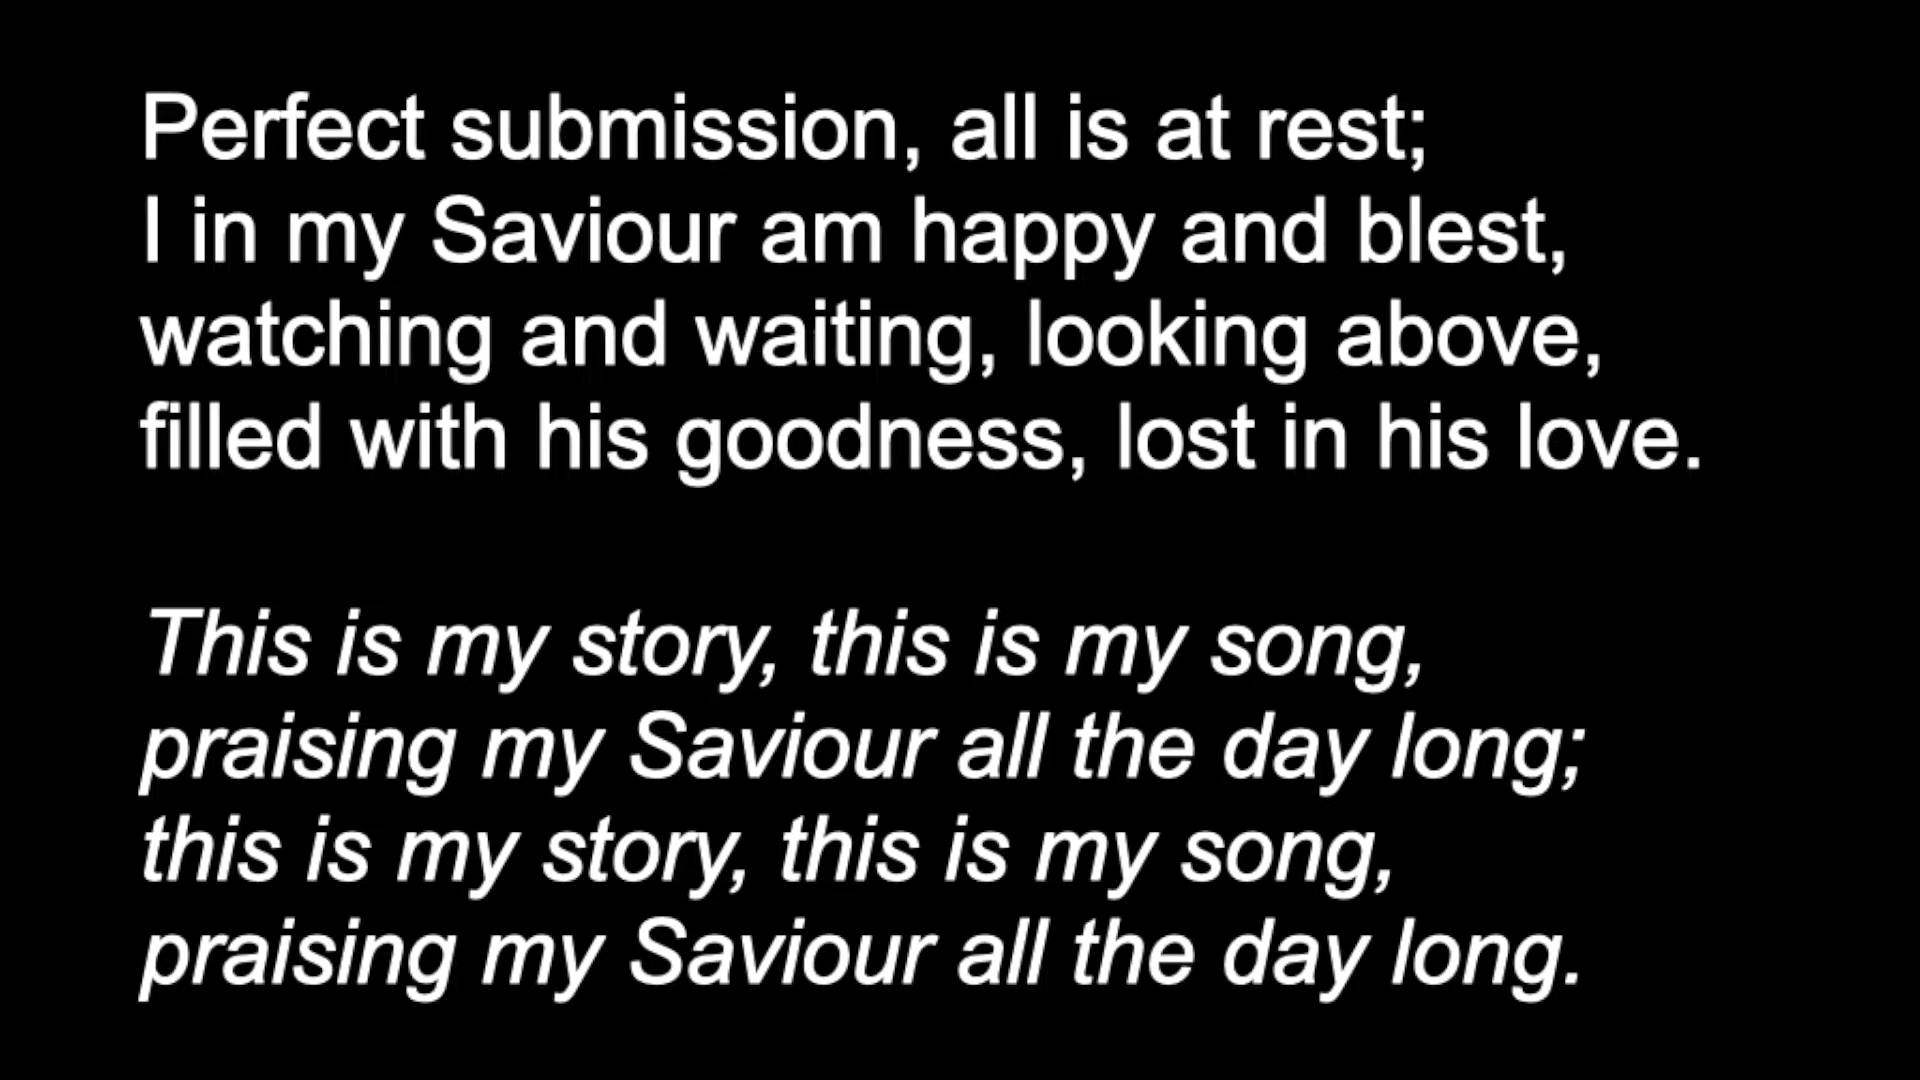 Perfect submission, all is at rest;
I in my Saviour am happy and blest,
watching and waiting, looking above,
filled with his goodness, lost in his love.
This is my story, this is my song,
praising my Saviour all the day long;
this is my story, this is my song,
praising my Saviour all the day long.